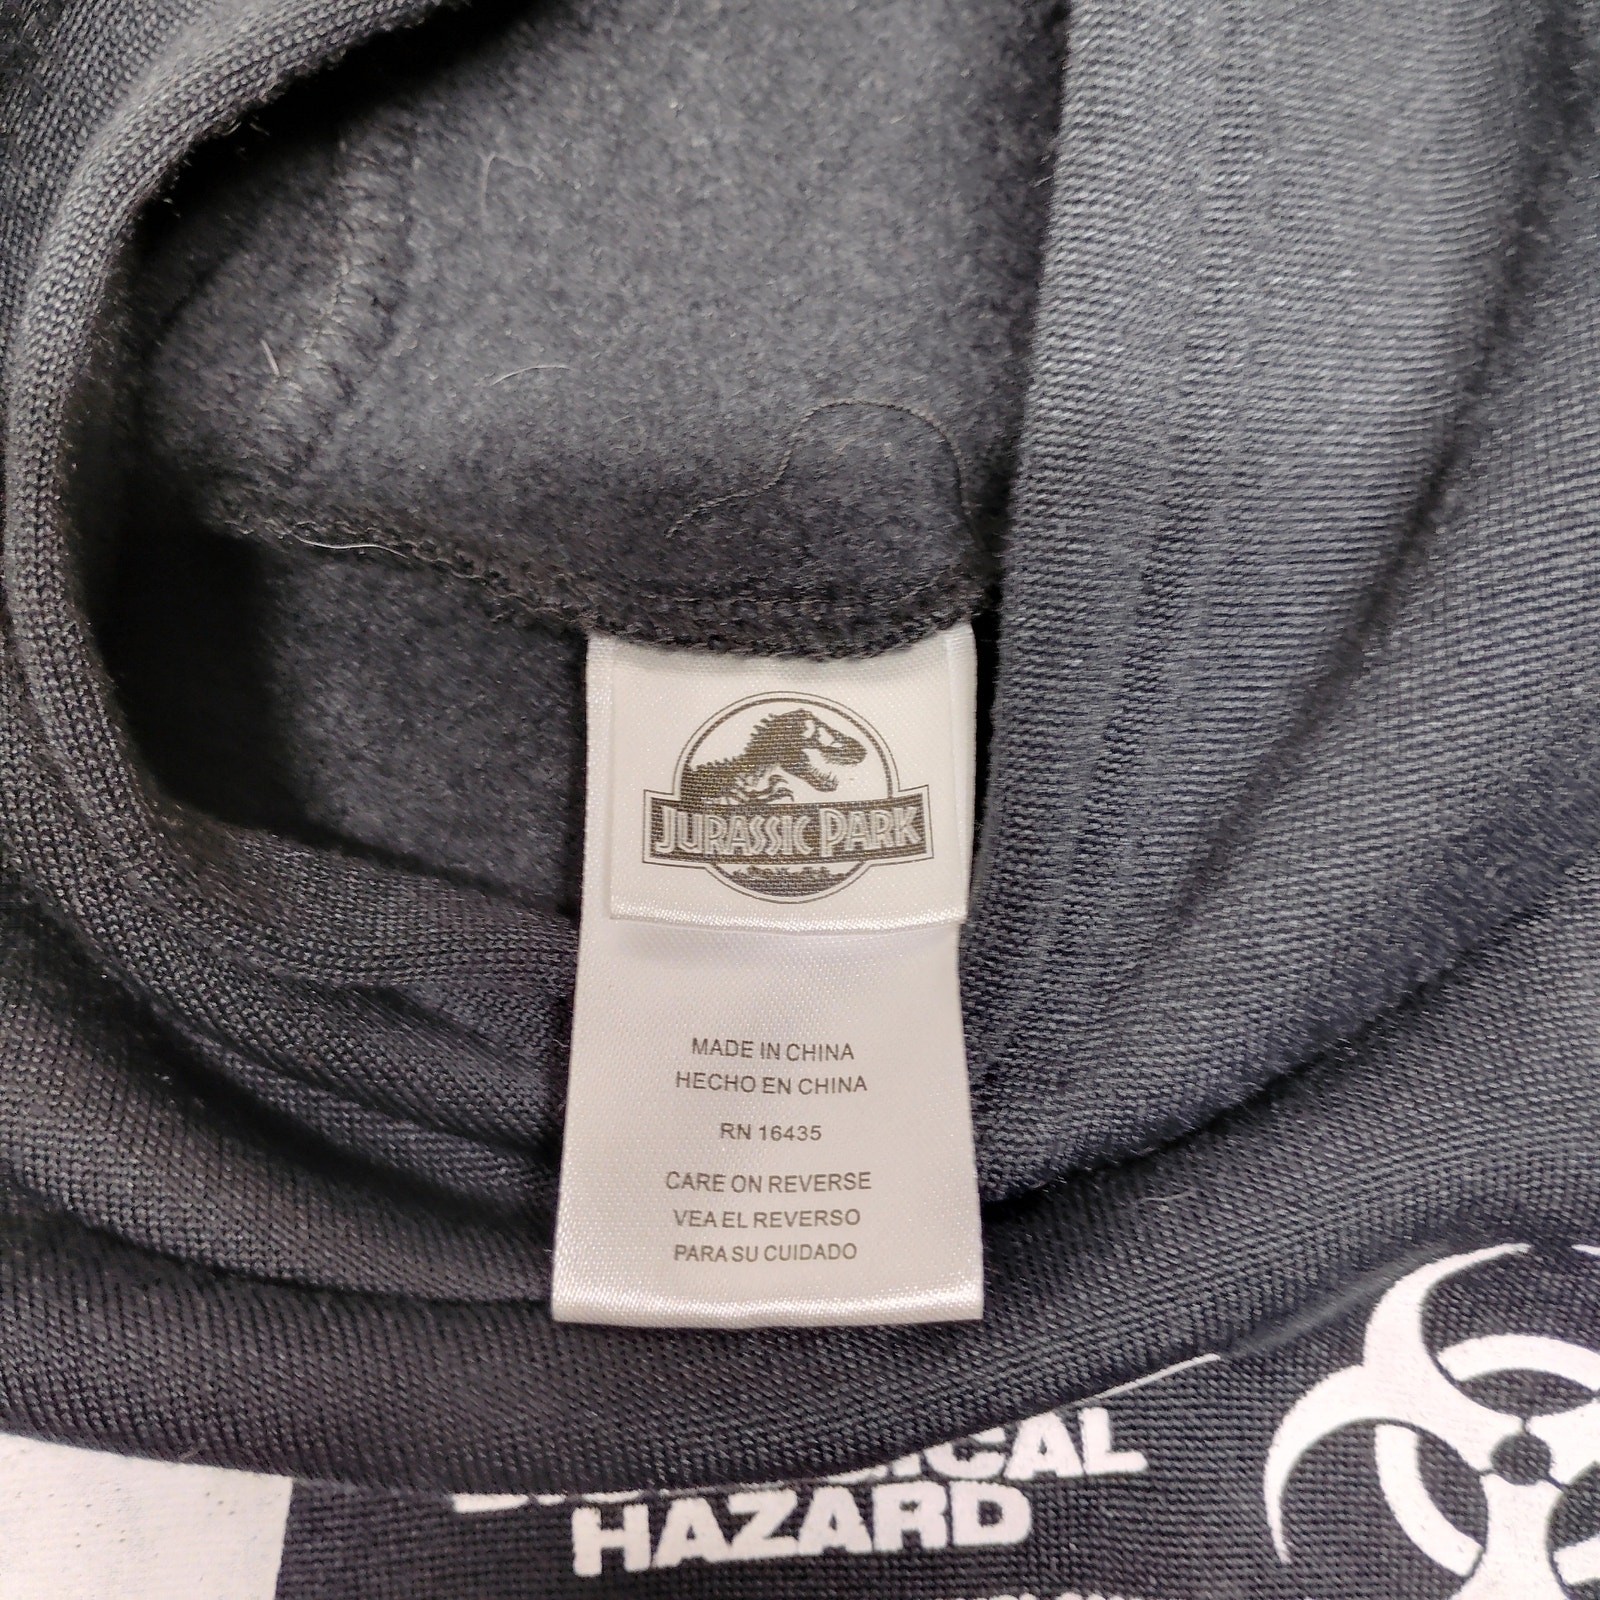 JURASSIC PARK
MADE IN CHINA
HECHO EN CHINA
RN 16435
CARE ON REVERSE
VEA EL REVERSO
PARA SU CUIDADO
HAZARD